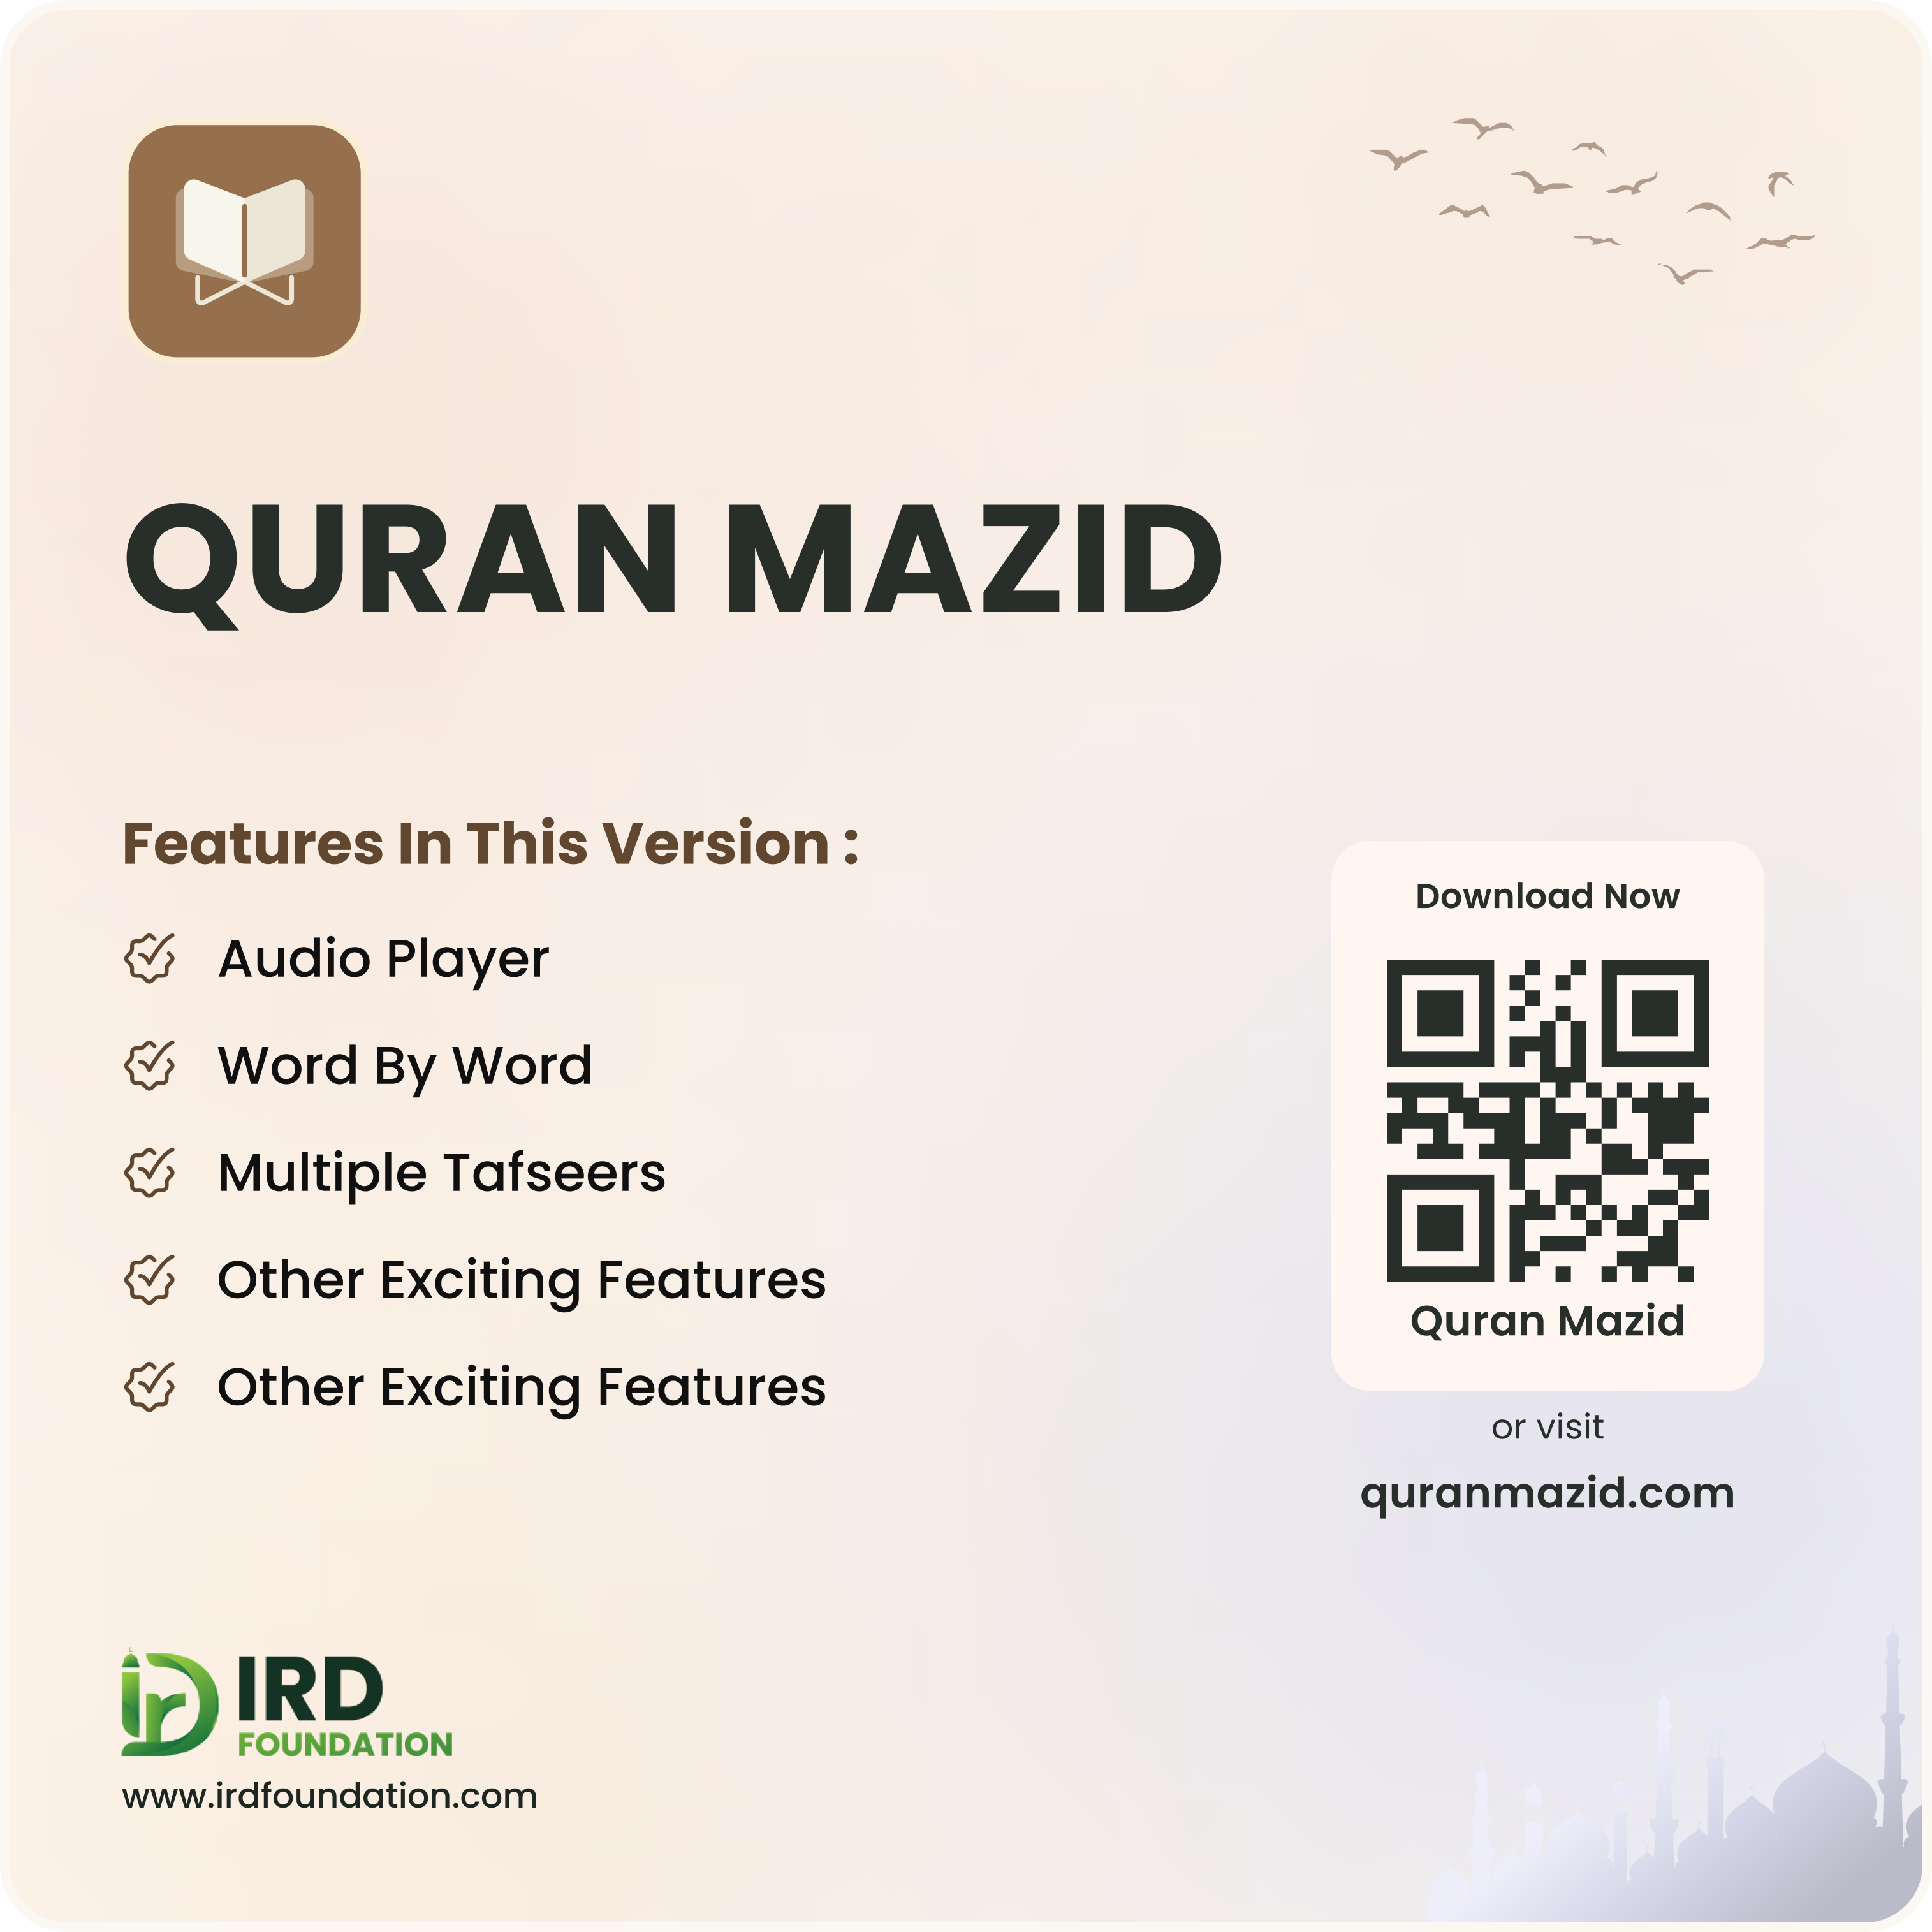 QURAN MAZID
Features In This Version :
Audio Player
Word By Word
Multiple Tafseers
Other Exciting Features
Other Exciting Features
Download Now
Quran Mazid
or visit
quranmazid.com
IRD
FOUNDATION
www.irdfoundation.com